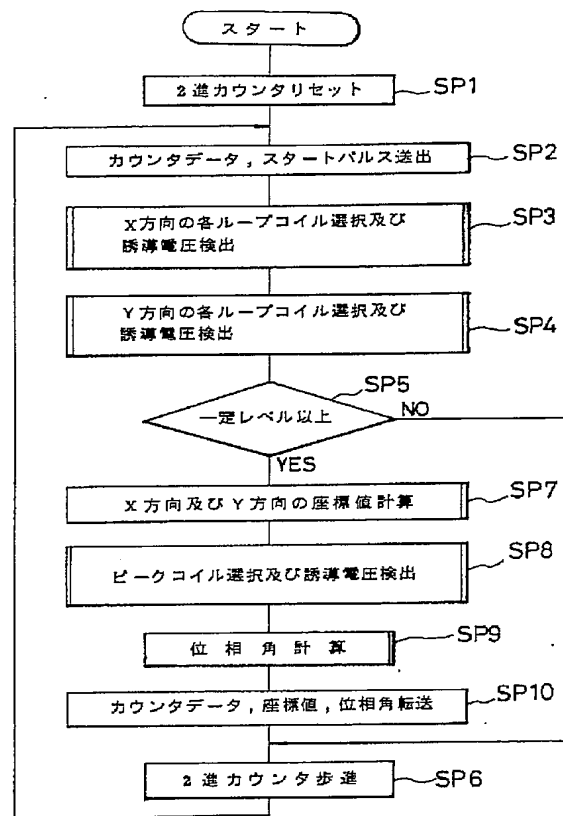 スタート
2進カウンタリセット
SP1
カウンタデータ,スタートパルス送出
SP2
X方向の各ループコイル選択及び
誘導電圧検出
SP3
Y方向の各ループコイル選択及び
誘導電圧検出
SP4
SP5
一定レベル以上
NO
YES
X方向及びY方向の座標値計算
SP7
ピークコイル選択及び誘導電圧検出
SP8
位相角計算
SP9
カウンタデータ,座標値,位相角転送
SP10
2進カウンタ歩進
SP6